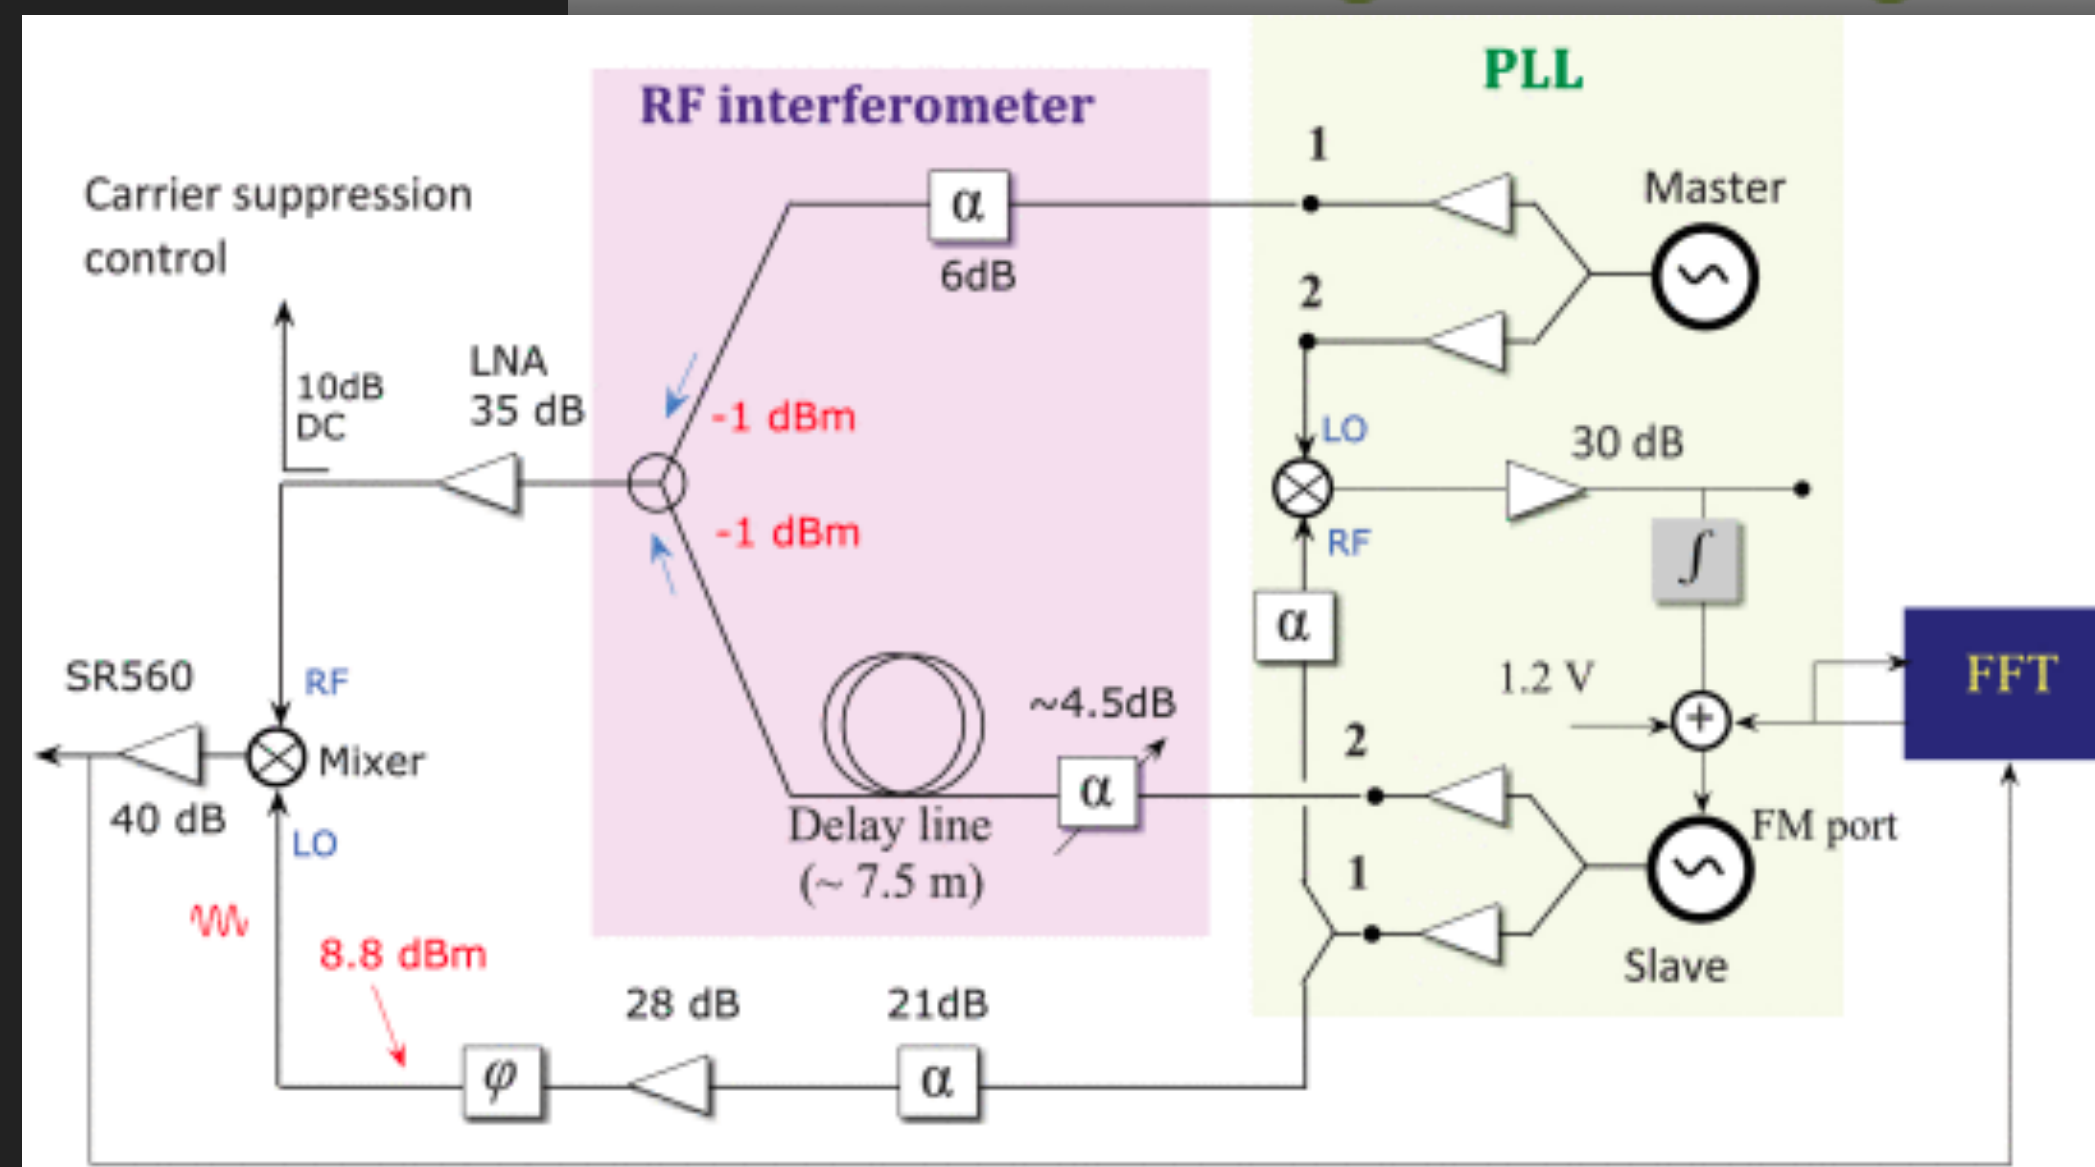 PLL
RF interferometer
1
Master
α
6dB
2
Carrier suppression
control
10dB
DC
LNA
35 dB
-1 dBm
-1 dBm
LO
30 dB
RF
∫
α
1.2 V
+
FFT
SR560
RF
Mixer
40 dB
LO
~4.5dB
α
2
Delay line
(~ 7.5 m)
FM port
1
Slave
8.8 dBm
28 dB
21dB
φ
α